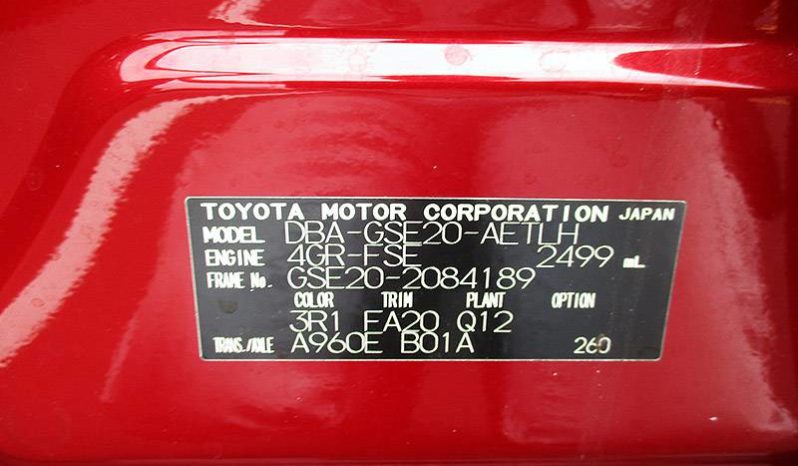 TOYOTA MOTOR CORPORATION JAPAN
MODEL DBA-GSE20-AETLH
ENGINE 4GR-FSE 2499 mL
FRAME No. GSE20-2084189
COLOR TRIM PLANT OPTION
3R1 FA20 Q12
TRANS./AXLE A960E B01A 260